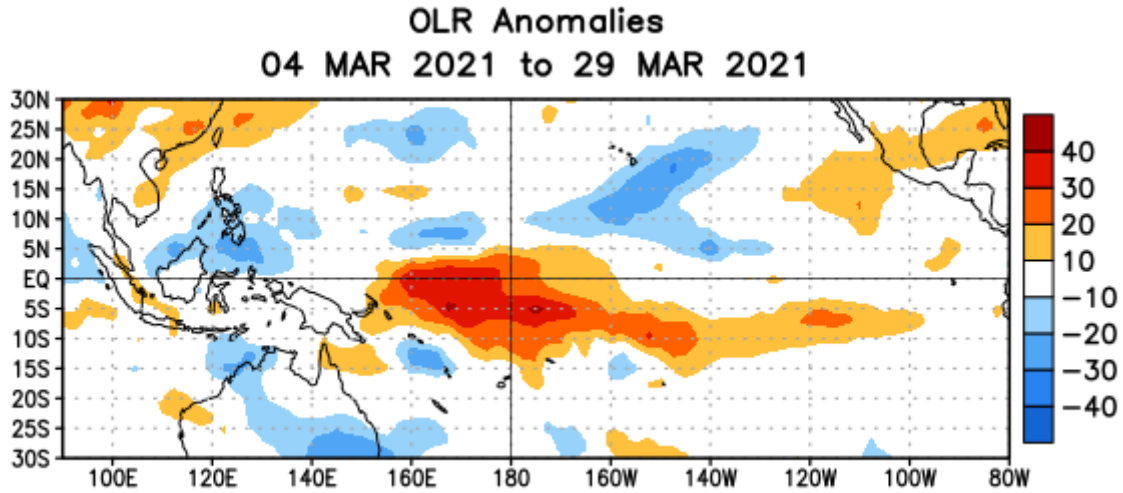 OLR Anomalies
04 MAR 2021 to 29 MAR 2021
30N
25N
20N
15N
10N
5N
EQ
5S
10S
15S
20S
25S
30S
100E 120E 140E 160E 180 160W 140W 120W 100W 80W
40
30
20
10
-10
-20
-30
-40